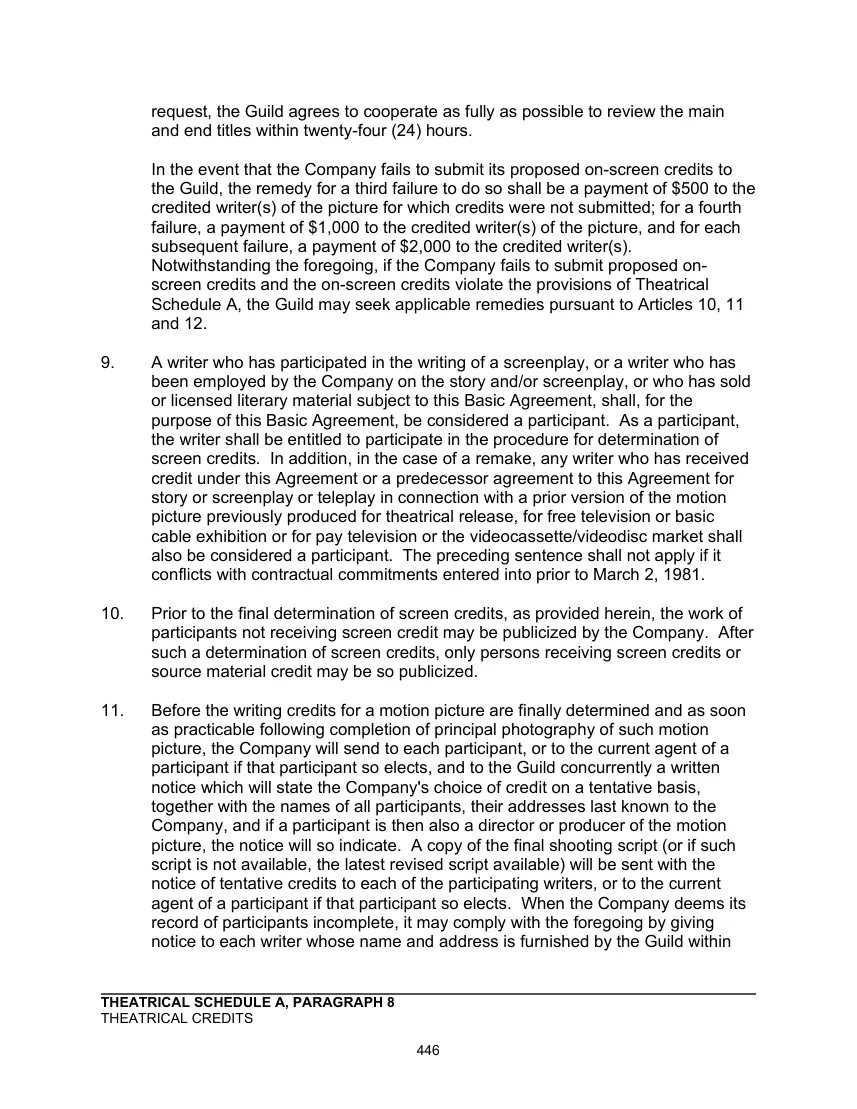 request, the Guild agrees to cooperate as fully as possible to review the main
and end titles within twenty-four (24) hours.
In the event that the Company fails to submit its proposed on-screen credits to
the Guild, the remedy for a third failure to do so shall be a payment of $500 to the
credited writer(s) of the picture for which credits were not submitted; for a fourth
failure, a payment of $1,000 to the credited writer(s) of the picture, and for each
subsequent failure, a payment of $2,000 to the credited writer(s).
Notwithstanding the foregoing, if the Company fails to submit proposed on-
screen credits and the on-screen credits violate the provisions of Theatrical
Schedule A, the Guild may seek applicable remedies pursuant to Articles 10, 11
and 12.
9. A writer who has participated in the writing of a screenplay, or a writer who has
been employed by the Company on the story and/or screenplay, or who has sold
or licensed literary material subject to this Basic Agreement, shall, for the
purpose of this Basic Agreement, be considered a participant. As a participant,
the writer shall be entitled to participate in the procedure for determination of
screen credits. In addition, in the case of a remake, any writer who has received
credit under this Agreement or a predecessor agreement to this Agreement for
story or screenplay or teleplay in connection with a prior version of the motion
picture previously produced for theatrical release, for free television or basic
cable exhibition or for pay television or the videocassette/videodisc market shall
also be considered a participant. The preceding sentence shall not apply if it
conflicts with contractual commitments entered into prior to March 2, 1981.
10. Prior to the final determination of screen credits, as provided herein, the work of
participants not receiving screen credit may be publicized by the Company. After
such a determination of screen credits, only persons receiving screen credits or
source material credit may be so publicized.
11. Before the writing credits for a motion picture are finally determined and as soon
as practicable following completion of principal photography of such motion
picture, the Company will send to each participant, or to the current agent of a
participant if that participant so elects, and to the Guild concurrently a written
notice which will state the Company's choice of credit on a tentative basis,
together with the names of all participants, their addresses last known to the
Company, and if a participant is then also a director or producer of the motion
picture, the notice will so indicate. A copy of the final shooting script (or if such
script is not available, the latest revised script available) will be sent with the
notice of tentative credits to each of the participating writers, or to the current
agent of a participant if that participant so elects. When the Company deems its
record of participants incomplete, it may comply with the foregoing by giving
notice to each writer whose name and address is furnished by the Guild within
THEATRICAL SCHEDULE A, PARAGRAPH 8
THEATRICAL CREDITS
446